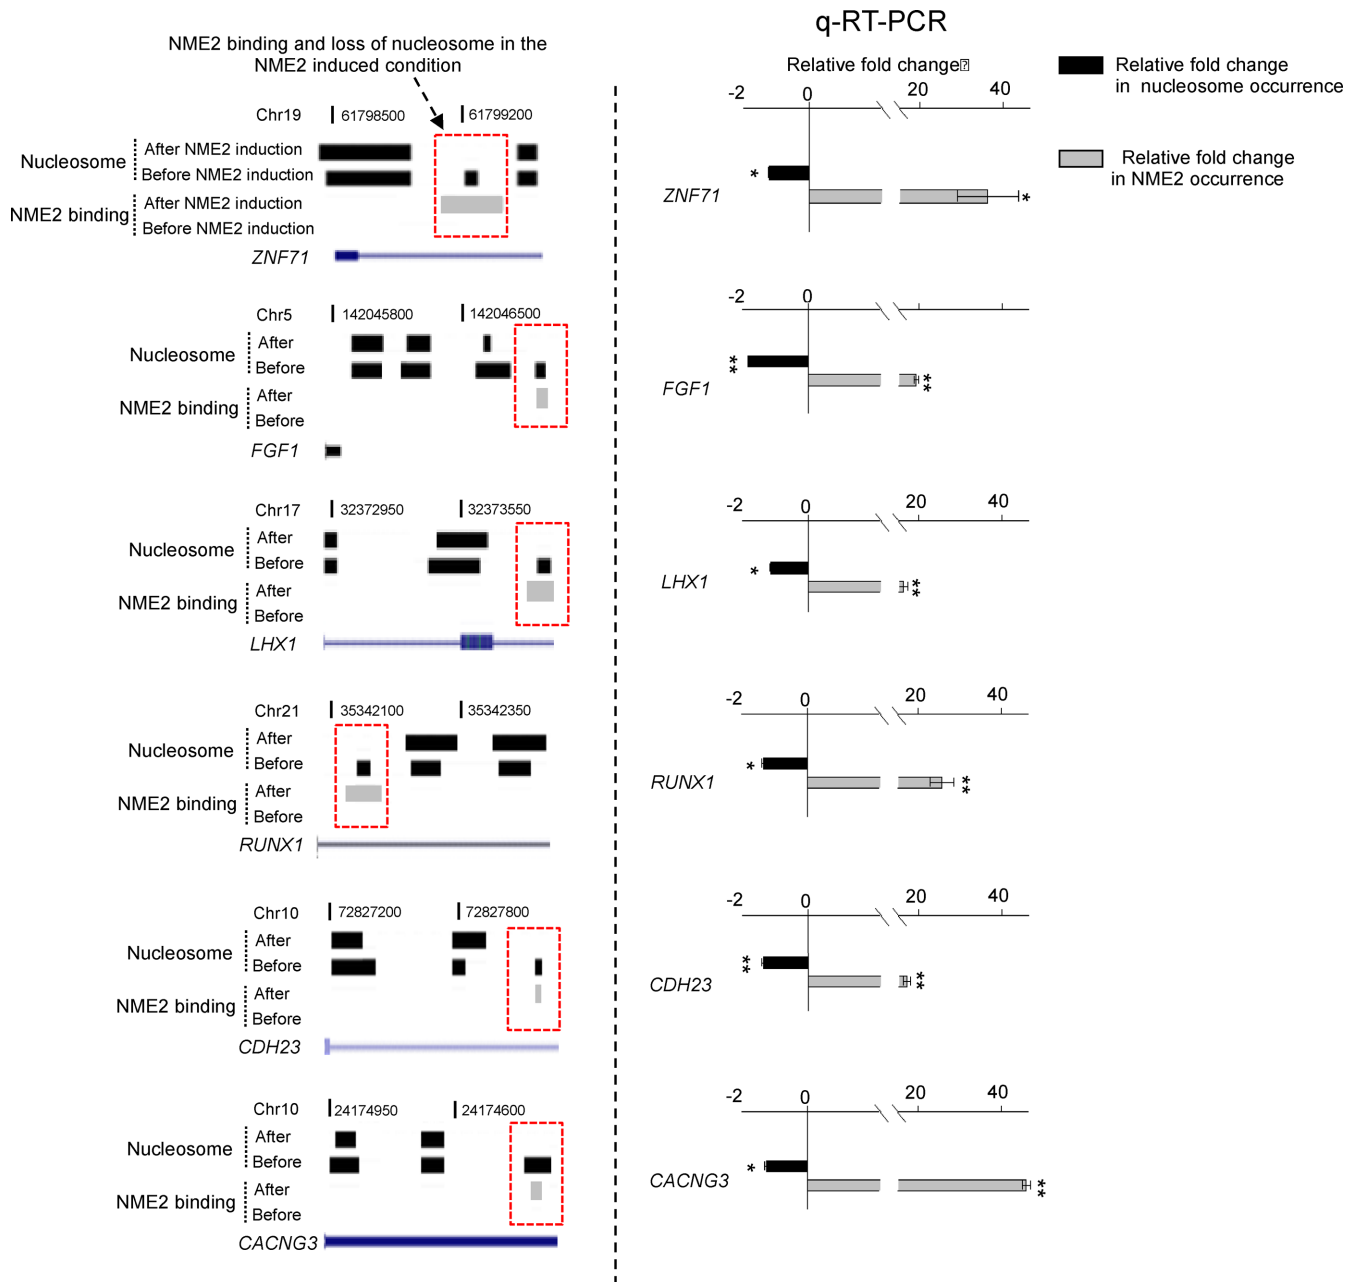 q-RT-PCR
NME2 binding and loss of nucleosome in the
NME2 induced condition
Relative fold change
Relative fold change
in nucleosome occurrence
Relative fold change
in NME2 occurrence
Chr19 61798500 61799200
Nucleosome
After NME2 induction
Before NME2 induction
NME2 binding
After NME2 induction
Before NME2 induction
ZNF71
-2 0 20 40
ZNF71
* *
Chr5 142045800 142046500
Nucleosome
After
Before
NME2 binding
After
Before
FGF1
-2 0 20 40
FGF1
** **
Chr17 32372950 32373550
Nucleosome
After
Before
NME2 binding
After
Before
LHX1
-2 0 20 40
LHX1
* **
Chr21 35342100 35342350
Nucleosome
After
Before
NME2 binding
After
Before
RUNX1
-2 0 20 40
RUNX1
* **
Chr10 72827200 72827800
Nucleosome
After
Before
NME2 binding
After
Before
CDH23
-2 0 20 40
CDH23
** **
Chr10 24174950 24174600
Nucleosome
After
Before
NME2 binding
After
Before
CACNG3
-2 0 20 40
CACNG3
* **